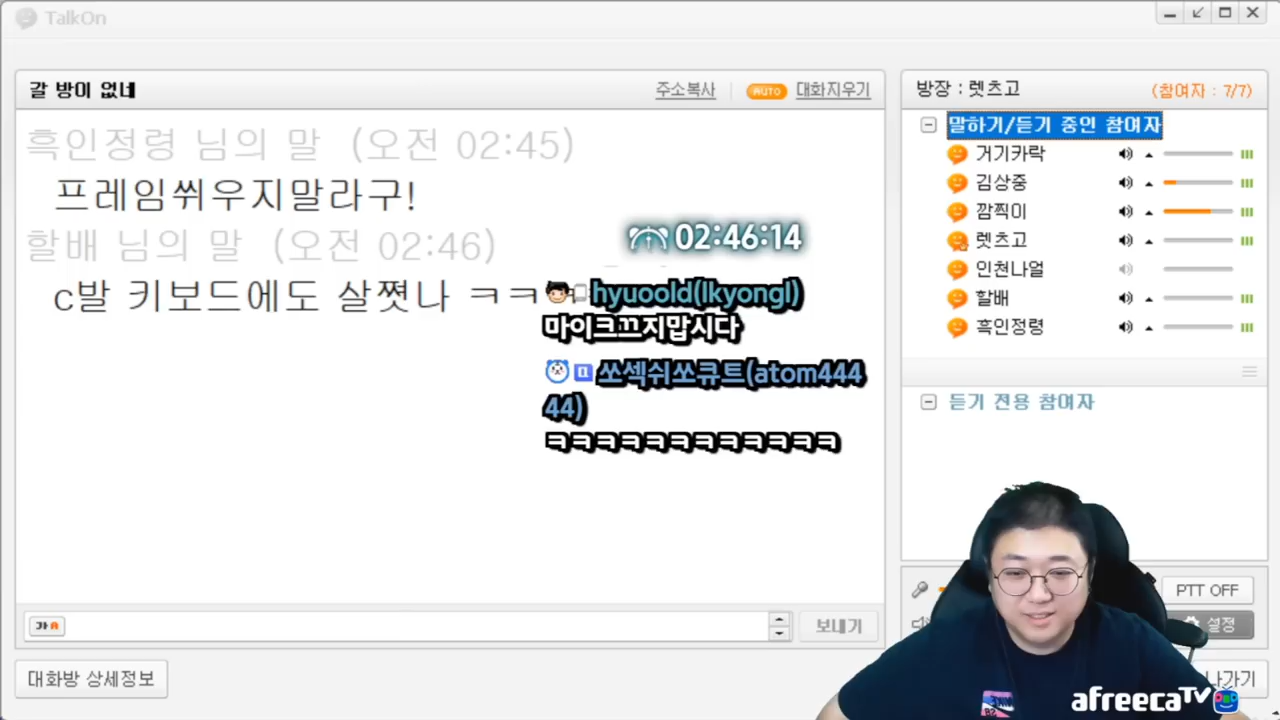 TalkOn
갈 방이 없네
주소복사
AUTO
대화지우기
흑인정령 님의 말 (오전 02:45)
프레임쒸우지말라구!
할배 님의 말 (오전 02:46)
c발 키보드에도 살쪗나 ㅋㅋ
02:46:14
hyuoold(lkyongl)
마이크끄지맙시다
쏘섹쉬쏘큐트(atom444
44)
ㅋㅋㅋㅋㅋㅋㅋㅋㅋㅋㅋㅋ
보내기
대화방 상세정보
방장 : 렛츠고
(참여자 : 7/7)
말하기/듣기 중인 참여자
거기카락
김상중
깜찍이
렛츠고
인천나얼
할배
흑인정령
듣기 전용 참여자
PTT OFF
설정
나가기
afreecaTV